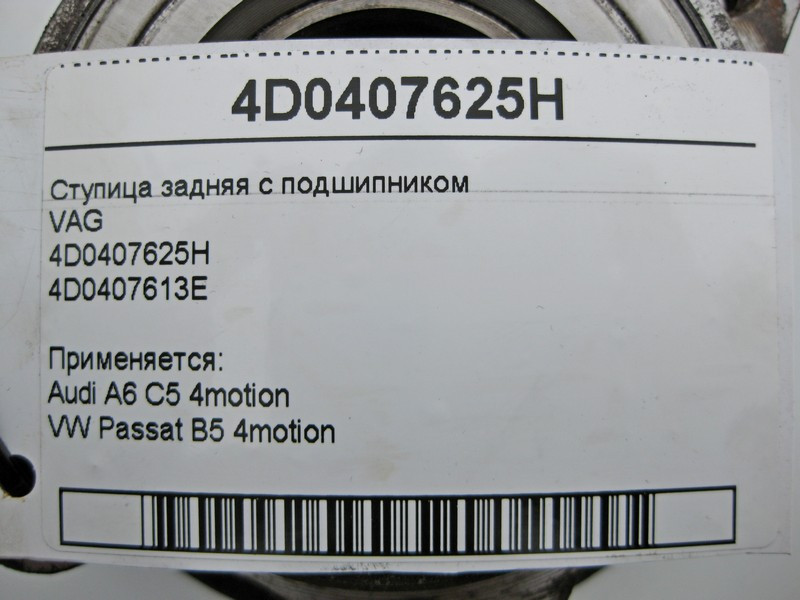 4D0407625H
Ступица задняя с подшипником
VAG
4D0407625H
4D0407613E
Применяется:
Audi A6 C5 4motion
VW Passat B5 4motion